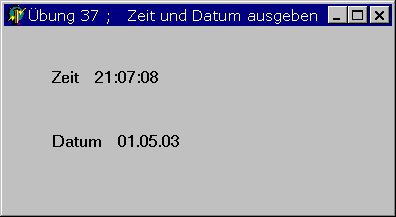 Übung 37 ;   Zeit und Datum ausgeben
Zeit   21:07:08
Datum   01.05.03